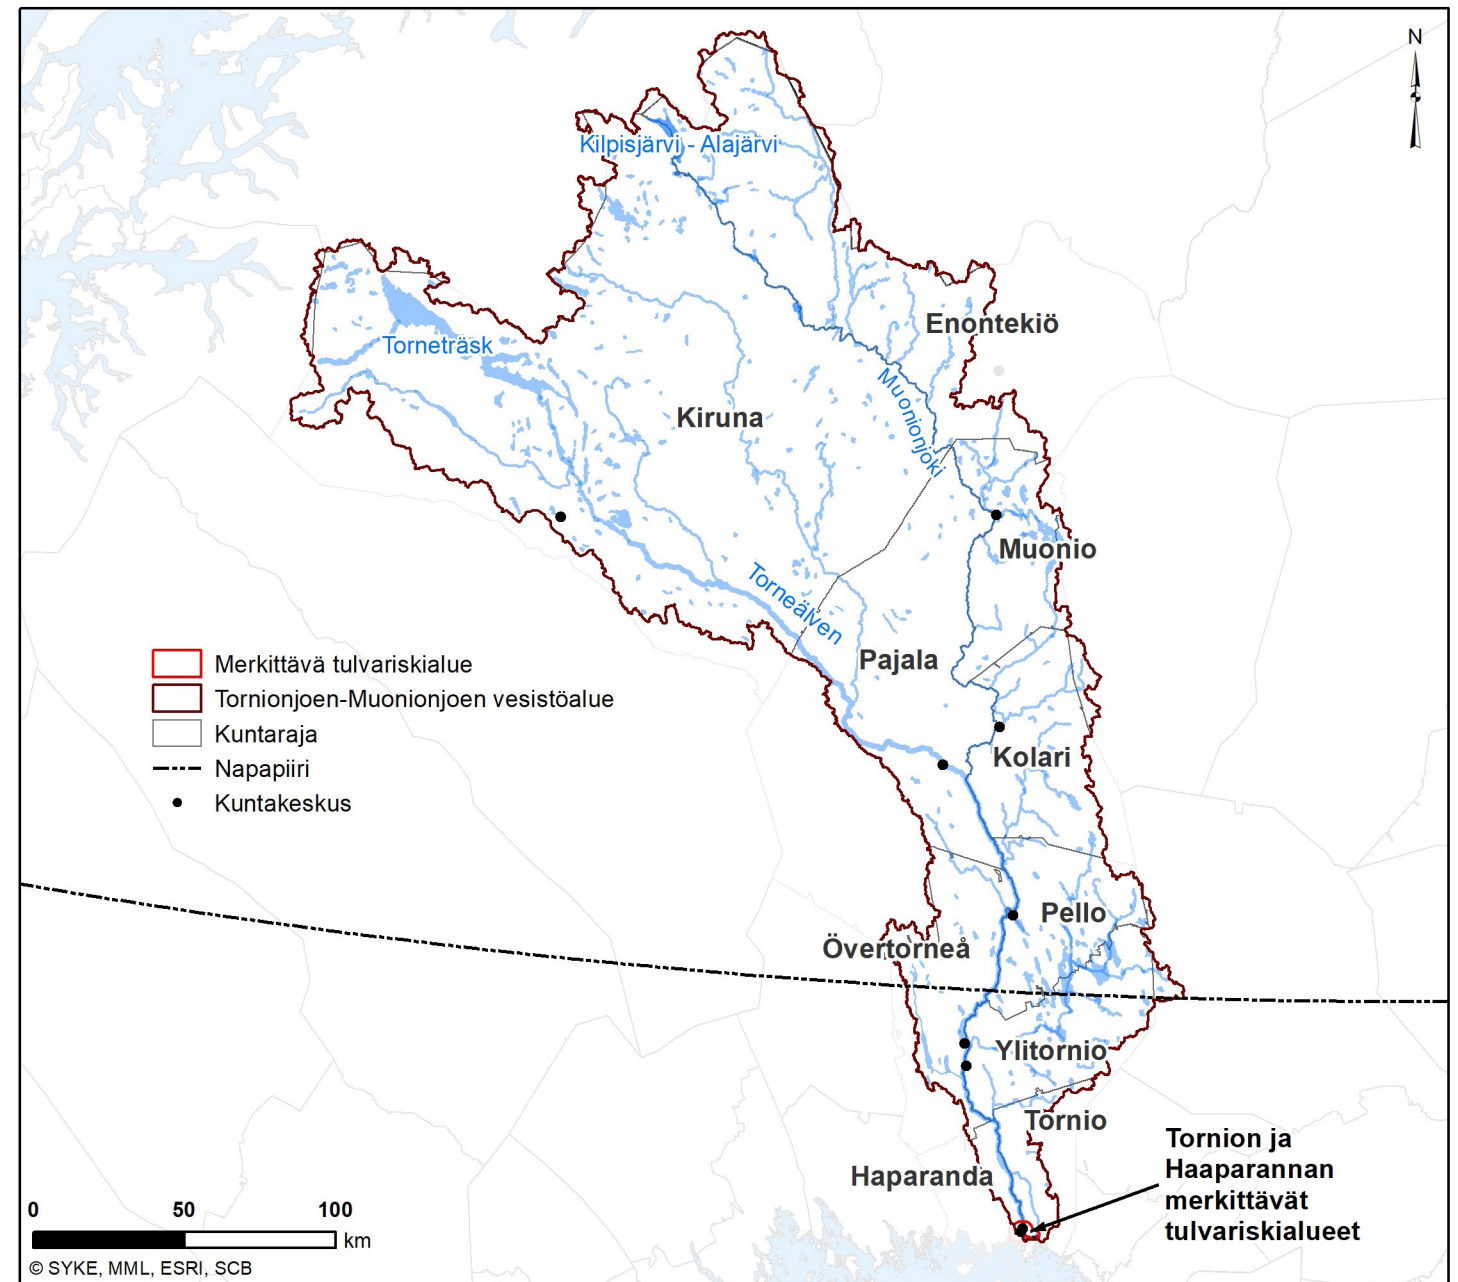 N
Kilpisjärvi - Alajärvi
Enontekiö
Torneträsk
Muonionjoki
Kiruna
Muonio
Torneälven
Pajala
Merkittävä tulvariskialue
Tornionjoen-Muonionjoen vesistöalue
Kuntaraja
Napapiiri
Kuntakeskus
Kolari
Pello
Övertorneå
Ylitornio
Tornio
Haparanda
Tornion ja
Haaparannan
merkittävät
tulvariskialueet
0 50 100
km
© SYKE, MML, ESRI, SCB